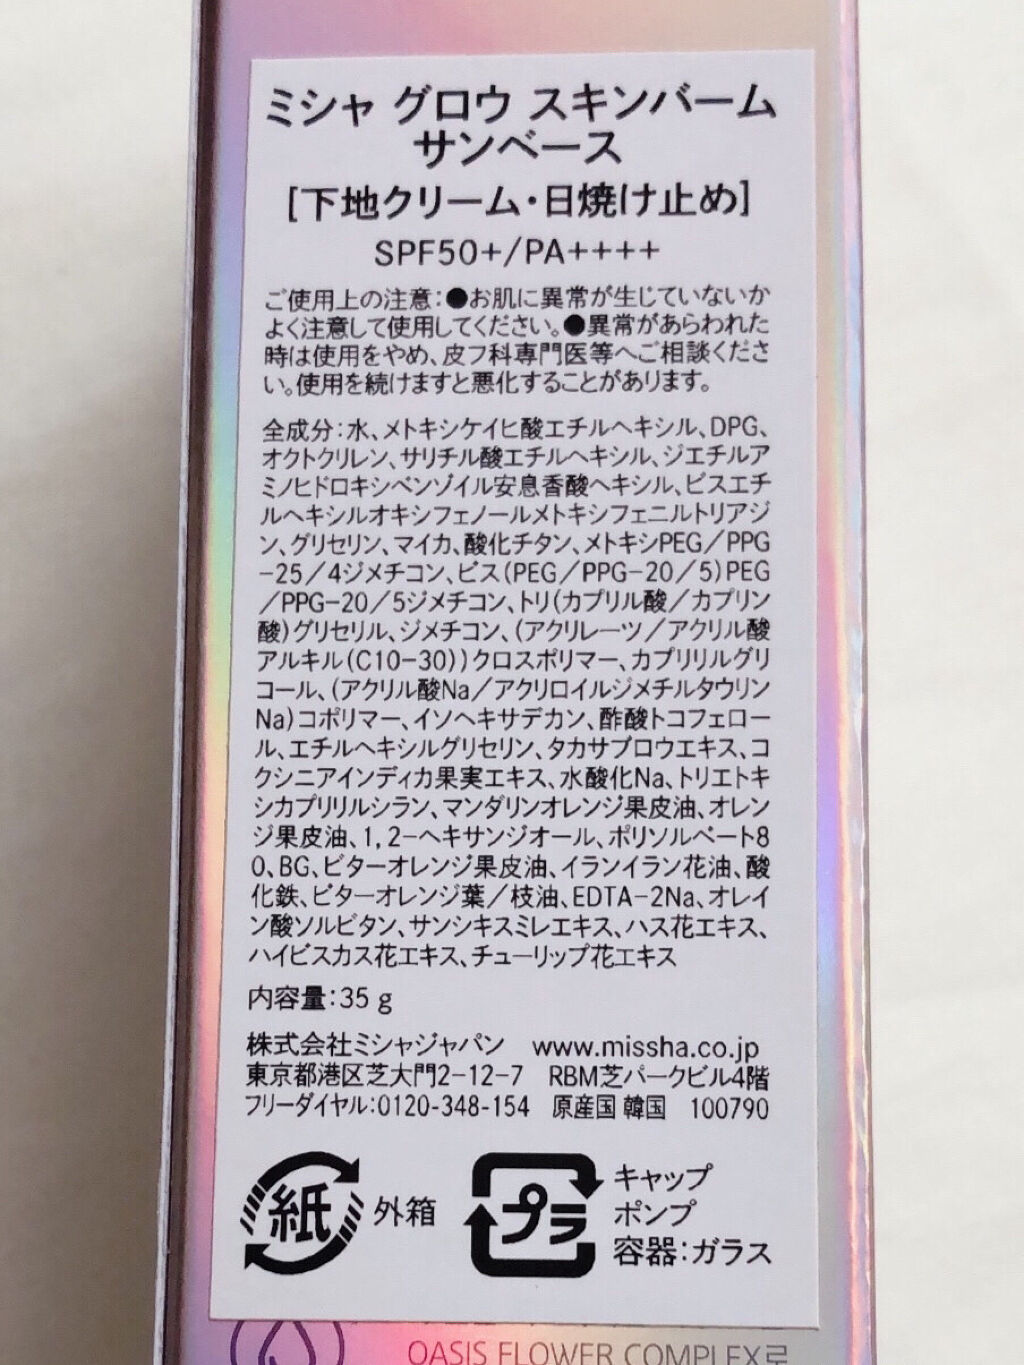 ミシャ グロウ スキンバーム
サンベース
[下地クリーム・日焼け止め]
SPF50+/PA++++
ご使用上の注意:●お肌に異常が生じていないか
よく注意して使用してください。●異常があらわれた
時は使用をやめ、皮フ科専門医等へご相談くださ
い。使用を続けますと悪化することがあります。
全成分:水、メトキシケイヒ酸エチルヘキシル、DPG、
オクトクリレン、サリチル酸エチルヘキシル、ジエチルア
ミノヒドロキシベンゾイル安息香酸ヘキシル、ビスエチ
ルヘキシルオキシフェノールメトキシフェニルトリアジ
ン、グリセリン、マイカ、酸化チタン、メトキシPEG/PPG
-25/4ジメチコン、ビス(PEG/PPG-20/5)PEG
/PPG-20/5ジメチコン、トリ(カプリル酸/カプリン
酸)グリセリル、ジメチコン、(アクリレーツ/アクリル酸
アルキル(C10-30))クロスポリマー、カプリリルグリ
コール、(アクリル酸Na/アクリロイルジメチルタウリン
Na)コポリマー、イソヘキサデカン、酢酸トコフェロー
ル、エチルヘキシルグリセリン、タカサブロウエキス、コ
クシニアインディカ果実エキス、水酸化Na、トリエトキ
シカプリリルシラン、マンダリンオレンジ果皮油、オレン
ジ果皮油、1,2-ヘキサンジオール、ポリソルベート8
0、BG、ビターオレンジ果皮油、イランイラン花油、酸
化鉄、ビターオレンジ葉/枝油、EDTA-2Na、オレイ
ン酸ソルビタン、サンシキスミレエキス、ハス花エキス、
ハイビスカス花エキス、チューリップ花エキス
内容量:35 g
株式会社ミシャジャパン www.missha.co.jp
東京都港区芝大門2-12-7 RBM芝パークビル4階
フリーダイヤル:0120-348-154 原産国 韓国 100790
紙 外箱
プラ キャップ
ポンプ
容器:ガラス
OASIS FLOWER COMPLEX로